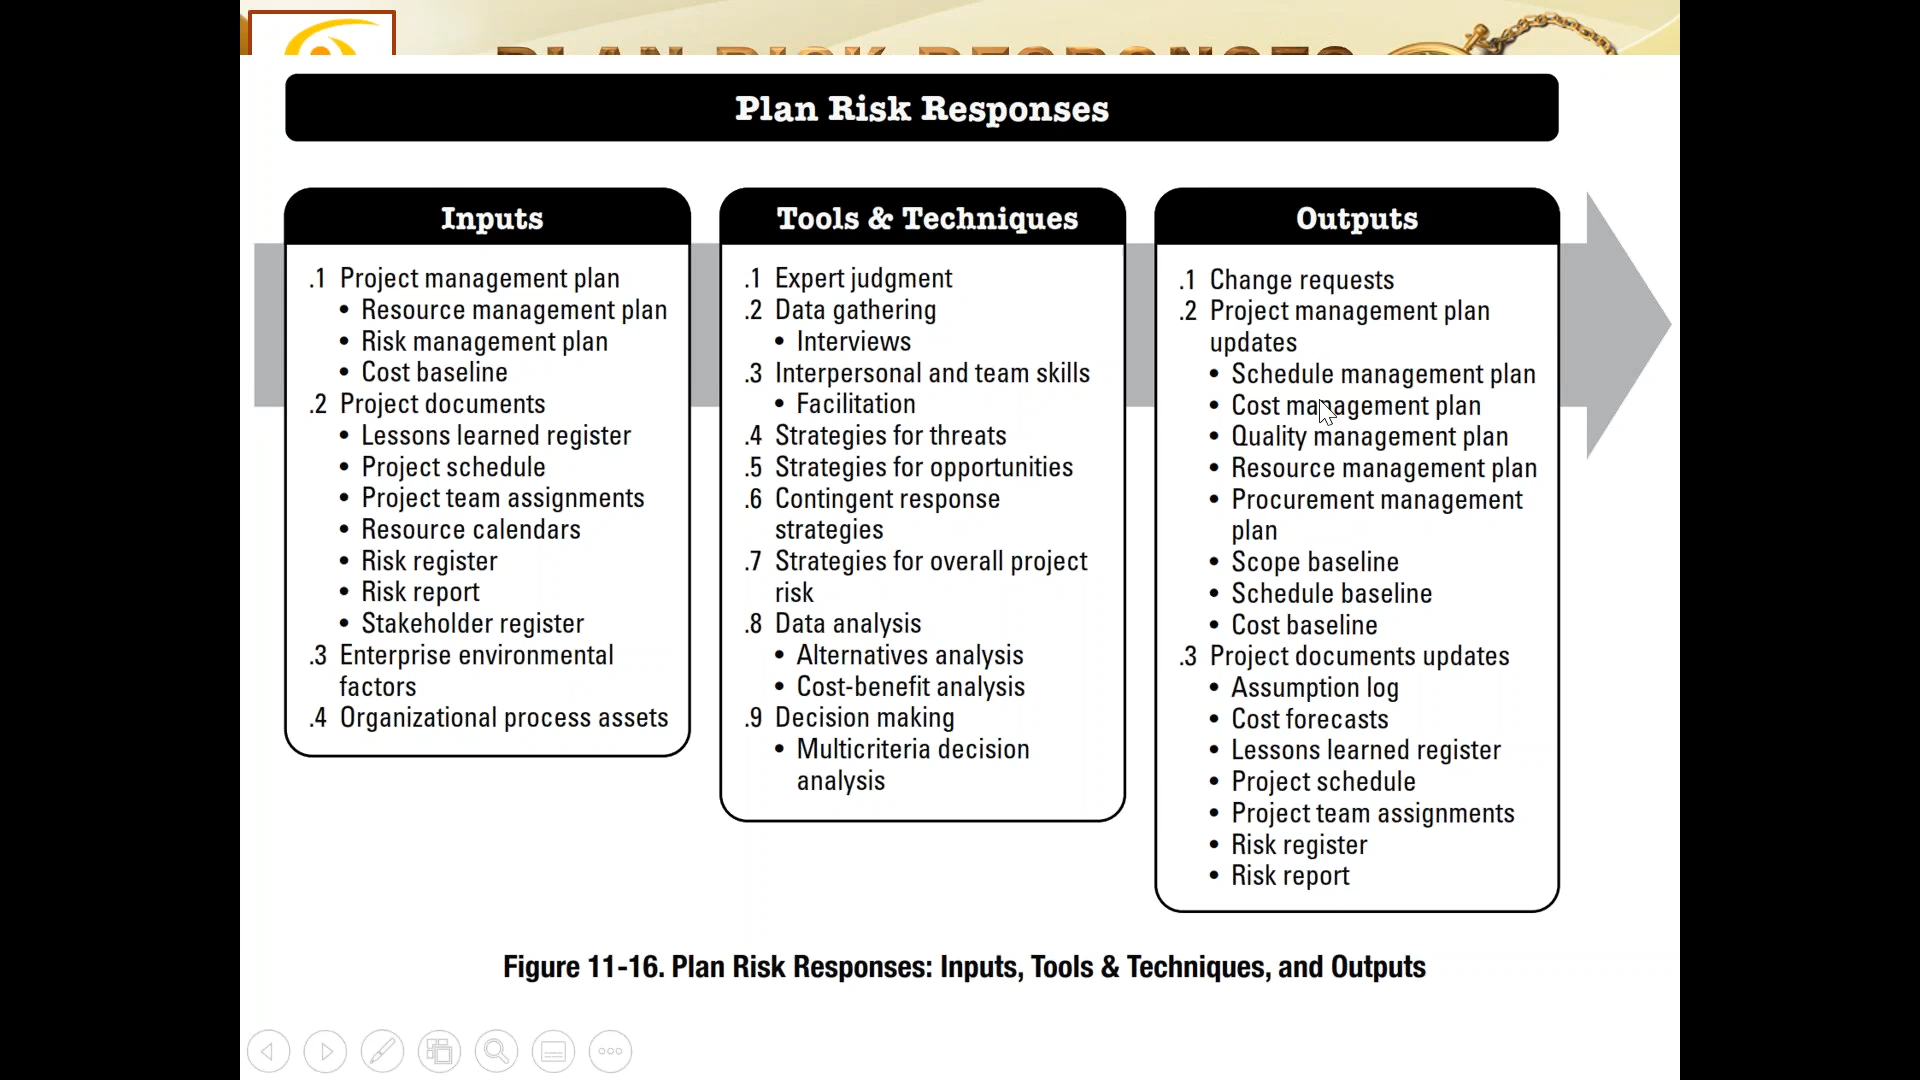 PLAN RISK RESPONSES
Plan Risk Responses
Inputs
.1 Project management plan
• Resource management plan
• Risk management plan
• Cost baseline
.2 Project documents
• Lessons learned register
• Project schedule
• Project team assignments
• Resource calendars
• Risk register
• Risk report
• Stakeholder register
.3 Enterprise environmental
factors
.4 Organizational process assets
Tools & Techniques
.1 Expert judgment
.2 Data gathering
• Interviews
.3 Interpersonal and team skills
• Facilitation
.4 Strategies for threats
.5 Strategies for opportunities
.6 Contingent response
strategies
.7 Strategies for overall project
risk
.8 Data analysis
• Alternatives analysis
• Cost-benefit analysis
.9 Decision making
• Multicriteria decision
analysis
Outputs
.1 Change requests
.2 Project management plan
updates
• Schedule management plan
• Cost management plan
• Quality management plan
• Resource management plan
• Procurement management
plan
• Scope baseline
• Schedule baseline
• Cost baseline
.3 Project documents updates
• Assumption log
• Cost forecasts
• Lessons learned register
• Project schedule
• Project team assignments
• Risk register
• Risk report
Figure 11-16. Plan Risk Responses: Inputs, Tools & Techniques, and Outputs